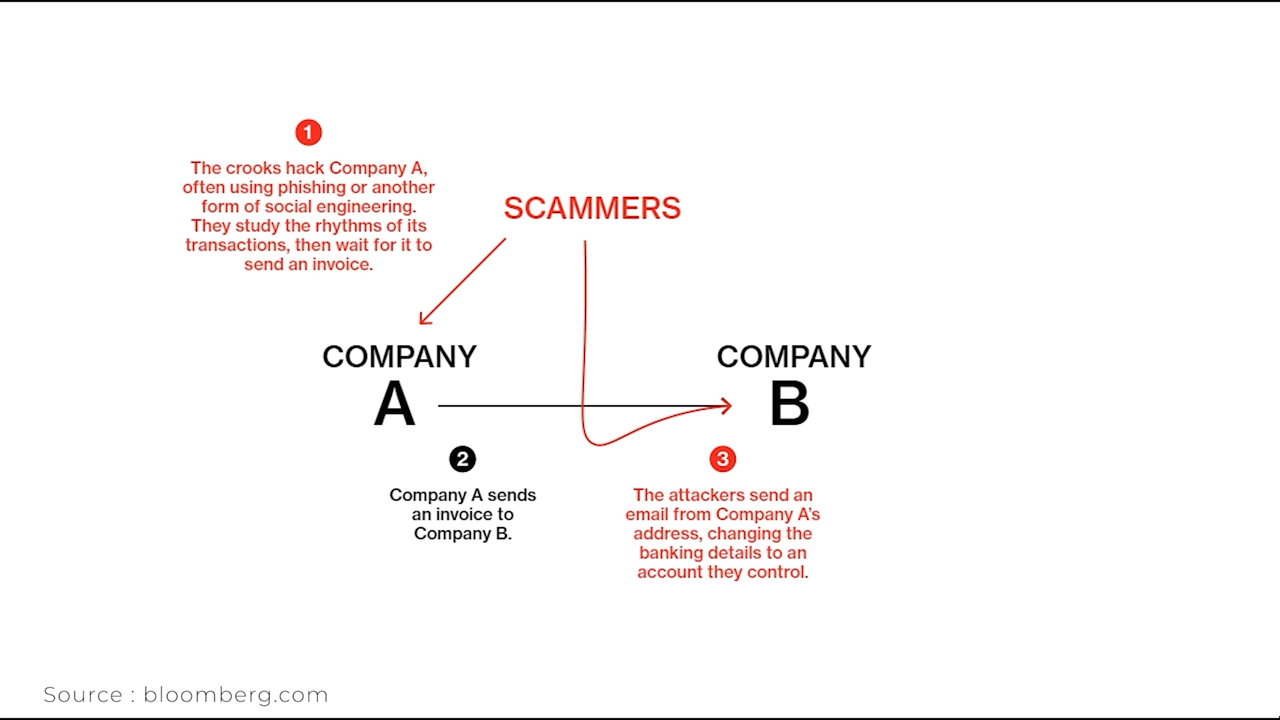 1
The crooks hack Company A,
often using phishing or another
form of social engineering.
They study the rhythms of its
transactions, then wait for it to
send an invoice.
SCAMMERS
COMPANY
A
COMPANY
B
2
Company A sends
an invoice to
Company B.
3
The attackers send an
email from Company A’s
address, changing the
banking details to an
account they control.
Source : bloomberg.com